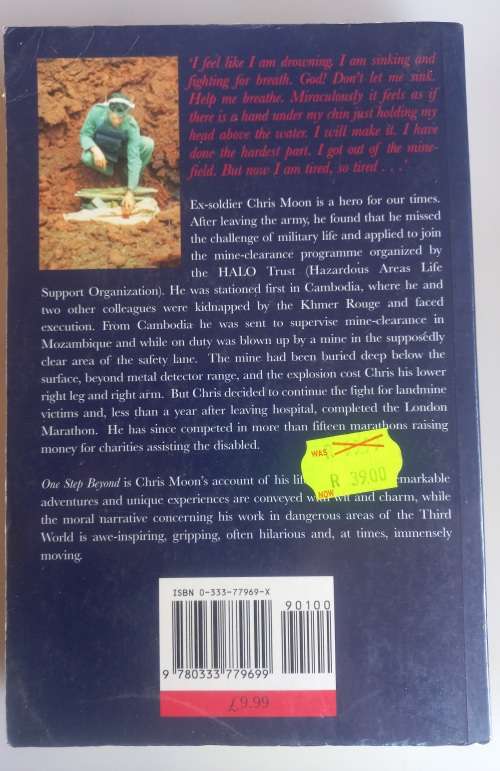 'I feel like I am drowning. I am sinking and
fighting for breath. God! Don't let me sink.
Help me breathe. Miraculously it feels as if
there is a hand under my chin just holding my
head above the water. I will make it. I have
done the hardest part. I got out of the mine-
field. But now I am tired, so tired . . .'
Ex-soldier Chris Moon is a hero for our times.
After leaving the army, he found that he missed
the challenge of military life and applied to join
the mine-clearance programme organized by
the HALO Trust (Hazardous Areas Life
Support Organization). He was stationed first in Cambodia, where he and
two other colleagues were kidnapped by the Khmer Rouge and faced
execution. From Cambodia he was sent to supervise mine-clearance in
Mozambique and while on duty was blown up by a mine in the supposedly
clear area of the safety lane. The mine had been buried deep below the
surface, beyond metal detector range, and the explosion cost Chris his lower
right leg and right arm. But Chris decided to continue the fight for landmine
victims and, less than a year after leaving hospital, completed the London
Marathon. He has since competed in more than fifteen marathons raising
money for charities assisting the disabled.
WAS
R 39.00
NOW
One Step Beyond is Chris Moon's account of his life
adventures and unique experiences are conveyed with wit and charm, while
the moral narrative concerning his work in dangerous areas of the Third
World is awe-inspiring, gripping, often hilarious and, at times, immensely
moving.
ISBN 0-333-77969-X
90100
9 780333 779699
£9.99